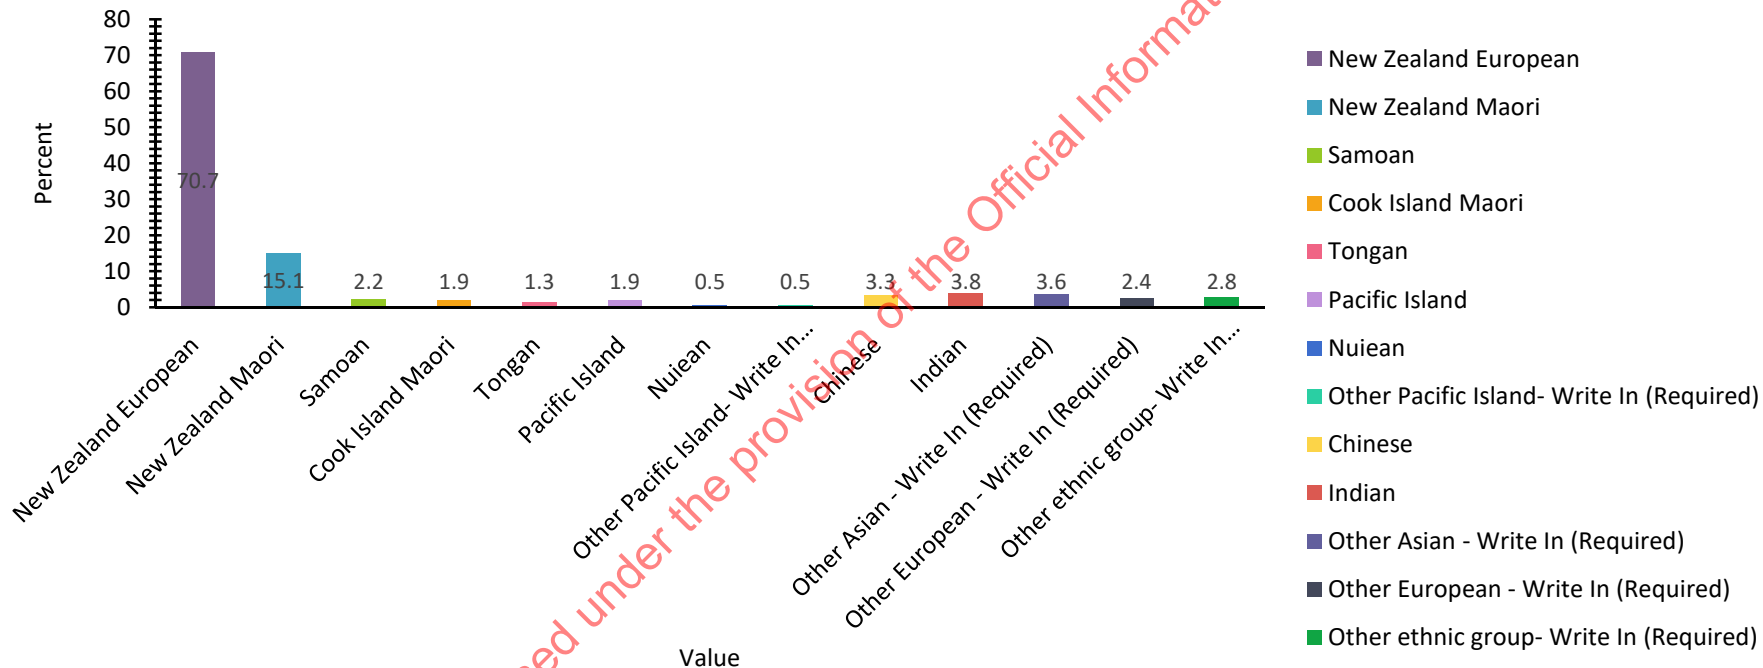 80
70
60
50
40
30
20
10
0
Percent
70.7
15.1
2.2
1.9
1.3
1.9
0.5
0.5
3.3
3.8
3.6
2.4
2.8
New Zealand European
New Zealand Maori
Samoan
Cook Island Maori
Tongan
Pacific Island
Nuiean
Other Pacific Island- Write In...
Chinese
Indian
Other Asian - Write In (Required)
Other European - Write In (Required)
Other ethnic group- Write In...
Value
New Zealand European
New Zealand Maori
Samoan
Cook Island Maori
Tongan
Pacific Island
Nuiean
Other Pacific Island- Write In (Required)
Chinese
Indian
Other Asian - Write In (Required)
Other European - Write In (Required)
Other ethnic group- Write In (Required)
under the provision of the Official